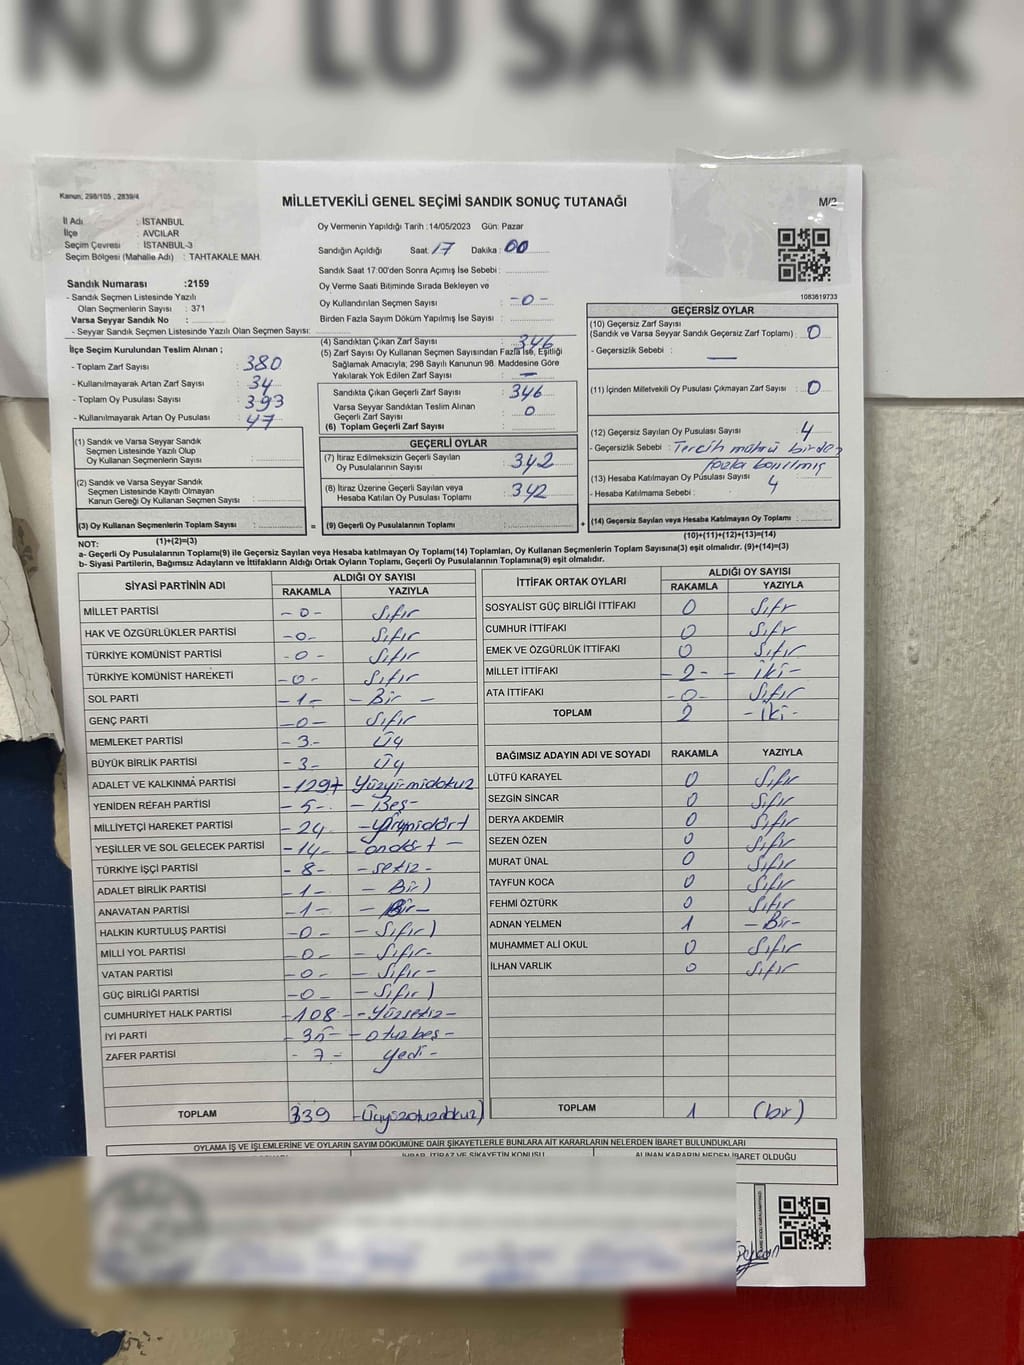 NO' LU SANDIK
Kanun; 298/105 , 2839/4
MİLLETVEKİLİ GENEL SEÇİMİ SANDIK SONUÇ TUTANAĞI
M/2
İl Adı : İSTANBUL
İlçe : AVCILAR
Seçim Çevresi : İSTANBUL-3
Seçim Bölgesi (Mahalle Adı) : TAHTAKALE MAH.
Oy Vermenin Yapıldığı Tarih : 14/05/2023 Gün: Pazar
Sandığın Açıldığı Saat: 17 Dakika : 00
Sandık Saat 17:00'den Sonra Açımış İse Sebebi :
Oy Verme Saati Bitiminde Sırada Bekleyen ve
Oy Kullandırılan Seçmen Sayısı : -0-
Birden Fazla Sayım Döküm Yapılmış İse Sayısı :
1083619733
Sandık Numarası :2159
- Sandık Seçmen Listesinde Yazılı
Olan Seçmenlerin Sayısı : 371
Varsa Seyyar Sandık No :
- Seyyar Sandık Seçmen Listesinde Yazılı Olan Seçmen Sayısı:
İlçe Seçim Kurulundan Teslim Alınan ;
- Toplam Zarf Sayısı : 380
- Kullanılmayarak Artan Zarf Sayısı : 34
- Toplam Oy Pusulası Sayısı : 393
- Kullanılmayarak Artan Oy Pusulası : 47
(1) Sandık ve Varsa Seyyar Sandık
Seçmen Listesinde Yazılı Olup
Oy Kullanan Seçmenlerin Sayısı :
(2) Sandık ve Varsa Seyyar Sandık
Seçmen Listesinde Kayıtlı Olmayan
Kanun Gereği Oy Kullanan Seçmen Sayısı :
(3) Oy Kullanan Seçmenlerin Toplam Sayısı :
(4) Sandıktan Çıkan Zarf Sayısı : 346
(5) Zarf Sayısı Oy Kullanan Seçmen Sayısından Fazla İse, Eşitliği
Sağlamak Amacıyla; 298 Sayılı Kanunun 98. Maddesine Göre
Yakılarak Yok Edilen Zarf Sayısı : —
Sandıkta Çıkan Geçerli Zarf Sayısı : 346
Varsa Seyyar Sandıktan Teslim Alınan
Geçerli Zarf Sayısı : 0
(6) Toplam Geçerli Zarf Sayısı :
GEÇERLİ OYLAR
(7) İtiraz Edilmeksizin Geçerli Sayılan
Oy Pusulalarının Sayısı : 342
(8) İtiraz Üzerine Geçerli Sayılan veya
Hesaba Katılan Oy Pusulası Toplamı : 342
= (9) Geçerli Oy Pusulalarının Toplamı :
GEÇERSİZ OYLAR
(10) Geçersiz Zarf Sayısı
(Sandık ve Varsa Seyyar Sandık Geçersiz Zarf Toplamı) : 0
- Geçersizlik Sebebi : —
(11) İçinden Milletvekili Oy Pusulası Çıkmayan Zarf Sayısı : 0
(12) Geçersiz Sayılan Oy Pusulası Sayısı : 4
- Geçersizlik Sebebi : Tercih mührü birden
fazla basılmış
(13) Hesaba Katılmayan Oy Pusulası Sayısı : 4
- Hesaba Katılmama Sebebi :
+ (14) Geçersiz Sayılan veya Hesaba Katılmayan Oy Toplamı :
NOT: (1)+(2)=(3)
(10)+(11)+(12)+(13)=(14)
a- Geçerli Oy Pusulalarının Toplamı(9) ile Geçersiz Sayılan veya Hesaba katılmayan Oy Toplamı(14) Toplamları, Oy Kullanan Seçmenlerin Toplam Sayısına(3) eşit olmalıdır. (9)+(14)=(3)
b- Siyasi Partilerin, Bağımsız Adayların ve İttifakların Aldığı Ortak Oyların Toplamı, Geçerli Oy Pusulalarının Toplamına(9) eşit olmalıdır.
SİYASİ PARTİNİN ADI ALDIĞI OY SAYISI
RAKAMLA YAZIYLA
MİLLET PARTİSİ -0- Sıfır
HAK VE ÖZGÜRLÜKLER PARTİSİ -0- Sıfır
TÜRKİYE KOMÜNİST PARTİSİ -0- Sıfır
TÜRKİYE KOMÜNİST HAREKETİ -0- Sıfır
SOL PARTİ -1- -Bir-
GENÇ PARTİ -0- Sıfır
MEMLEKET PARTİSİ -3- Üç
BÜYÜK BİRLİK PARTİSİ -3- Üç
ADALET VE KALKINMA PARTİSİ -129- Yüzyirmidokuz
YENİDEN REFAH PARTİSİ -5- -Beş-
MİLLİYETÇİ HAREKET PARTİSİ -24- -Yirmidört
YEŞİLLER VE SOL GELECEK PARTİSİ -14- -ondört-
TÜRKİYE İŞÇİ PARTİSİ -8- -sekiz-
ADALET BİRLİK PARTİSİ -1- -Bir)
ANAVATAN PARTİSİ -1- -Bir-
HALKIN KURTULUŞ PARTİSİ -0- -Sıfır)
MİLLİ YOL PARTİSİ -0- -Sıfır-
VATAN PARTİSİ -0- -Sıfır-
GÜÇ BİRLİĞİ PARTİSİ -0- -Sıfır)
CUMHURİYET HALK PARTİSİ -108- -Yüzsekiz-
İYİ PARTİ -35- -otuzbeş-
ZAFER PARTİSİ -7- yedi-
TOPLAM 339 -Üçyüzotuzdokuz)
İTTİFAK ORTAK OYLARI ALDIĞI OY SAYISI
RAKAMLA YAZIYLA
SOSYALİST GÜÇ BİRLİĞİ İTTİFAKI 0 Sıfır
CUMHUR İTTİFAKI 0 Sıfır
EMEK VE ÖZGÜRLÜK İTTİFAKI 0 Sıfır
MİLLET İTTİFAKI -2- -iki-
ATA İTTİFAKI -0- Sıfır
TOPLAM 2 -iki-
BAĞIMSIZ ADAYIN ADI VE SOYADI RAKAMLA YAZIYLA
LÜTFÜ KARAYEL 0 Sıfır
SEZGİN SİNCAR 0 Sıfır
DERYA AKDEMİR 0 Sıfır
SEZEN ÖZEN 0 Sıfır
MURAT ÜNAL 0 Sıfır
TAYFUN KOCA 0 Sıfır
FEHMİ ÖZTÜRK 0 Sıfır
ADNAN YELMEN 1 -Bir-
MUHAMMET ALİ OKUL 0 Sıfır
İLHAN VARLIK 0 Sıfır
TOPLAM 1 (bir)
OYLAMA İŞ VE İŞLEMLERİNE VE OYLARIN SAYIM DÖKÜMÜNE DAİR ŞİKAYETLERLE BUNLARA AİT KARARLARIN NELERDEN İBARET BULUNDUKLARI
İHBAR, İTİRAZ VE ŞİKAYETİN KONUSU ALINAN KARARIN NEDEN İBARET OLDUĞU